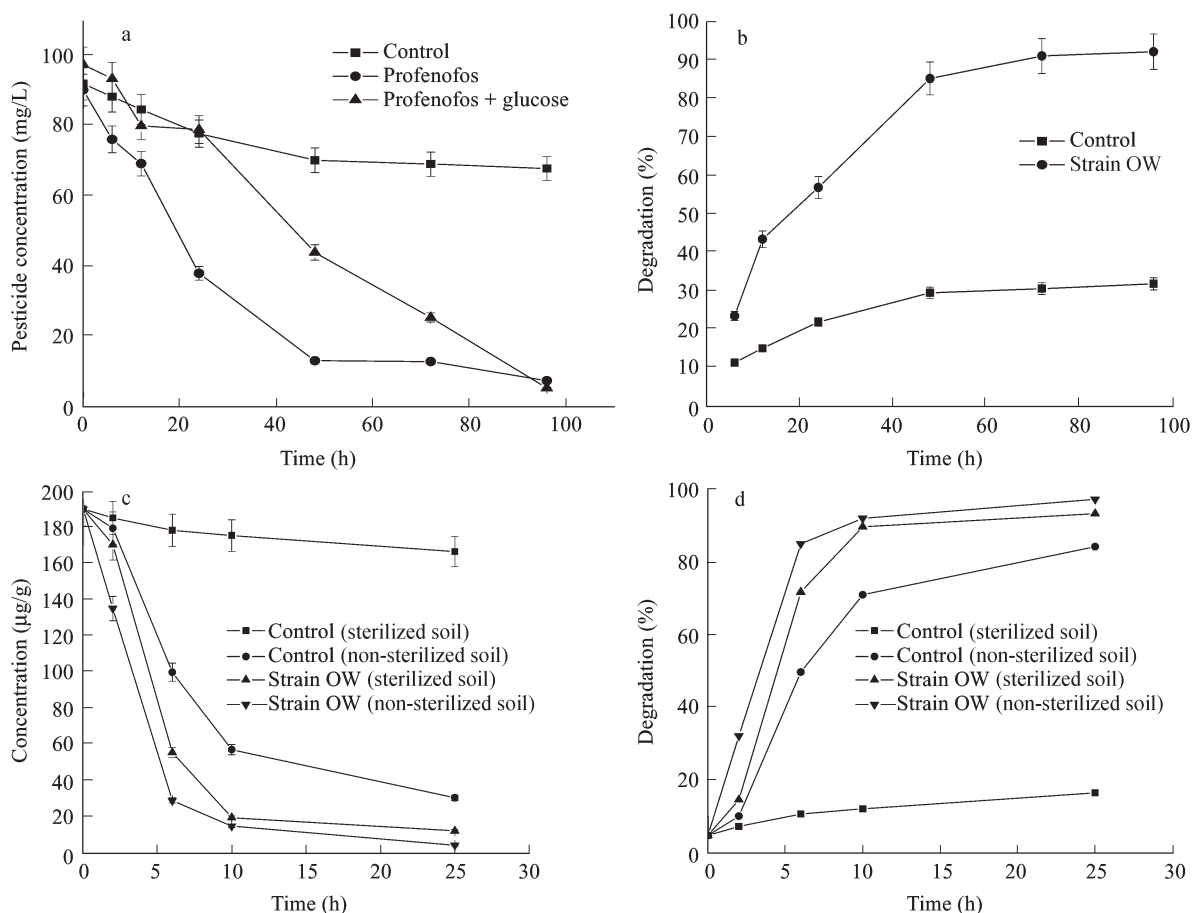 a
Pesticide concentration (mg/L)
100
80
60
40
20
0
Control
Profenofos
Profenofos + glucose
0
20
40
60
80
100
Time (h)
b
Degradation (%)
100
90
80
70
60
50
40
30
20
10
0
Control
Strain OW
0
20
40
60
80
100
Time (h)
c
Concentration (µg/g)
200
180
160
140
120
100
80
60
40
20
0
Control (sterilized soil)
Control (non-sterilized soil)
Strain OW (sterilized soil)
Strain OW (non-sterilized soil)
0
5
10
15
20
25
30
Time (h)
d
Degradation (%)
100
80
60
40
20
0
Control (sterilized soil)
Control (non-sterilized soil)
Strain OW (sterilized soil)
Strain OW (non-sterilized soil)
0
5
10
15
20
25
30
Time (h)